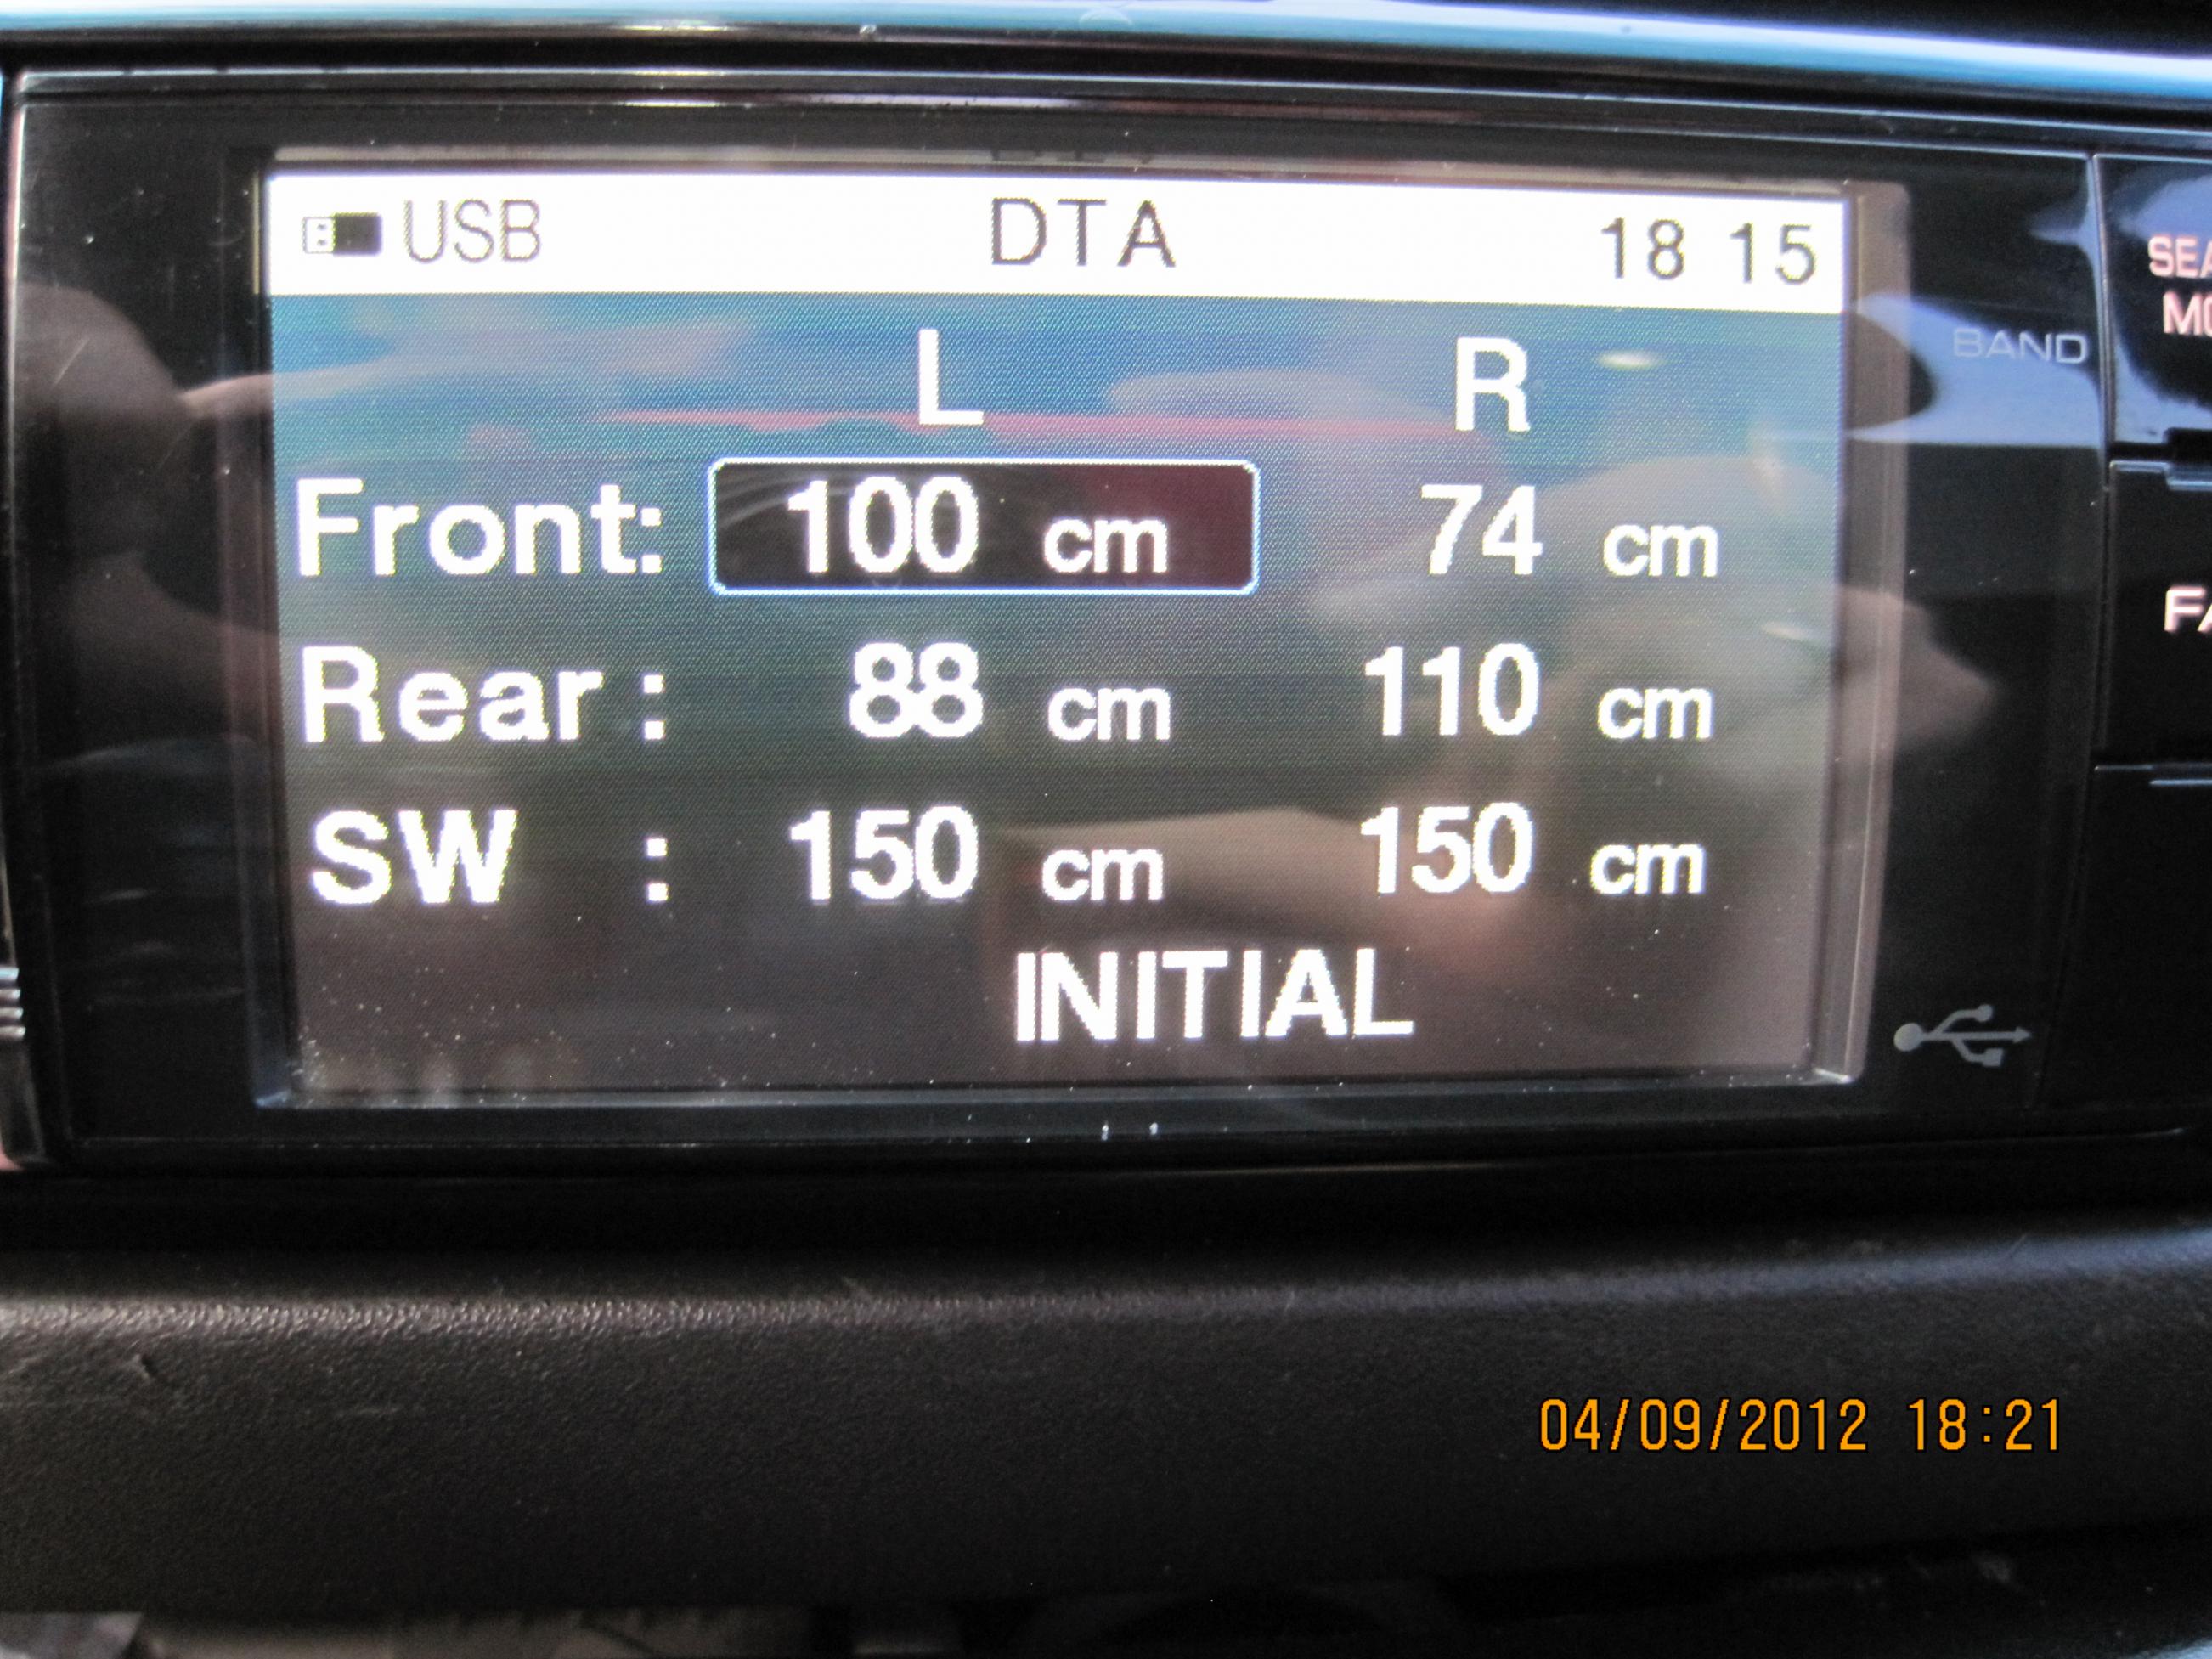 USB DTA 18 15
L R
Front: 100 cm 74 cm
Rear : 88 cm 110 cm
SW : 150 cm 150 cm
INITIAL
BAND
04/09/2012 18:21